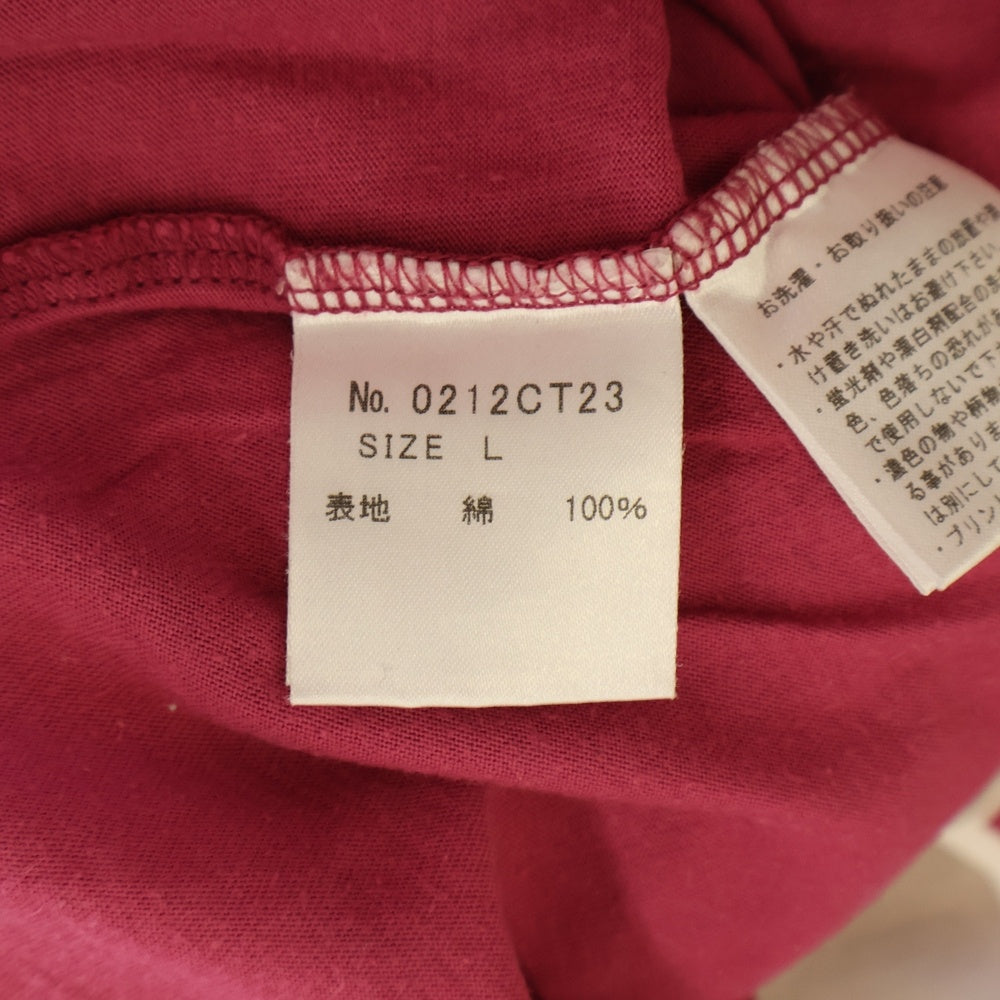 No. 0212CT23
SIZE L
表地 綿 100%
お洗濯・お取り扱いの注意
・水や汗でぬれたままの放置や
け置き洗いはお避け下さい
・蛍光剤や漂白剤配合の
色、色落ちの恐れが
で使用しないで下
・濃色の物や柄物
る事がありま
は別にして
・プリン